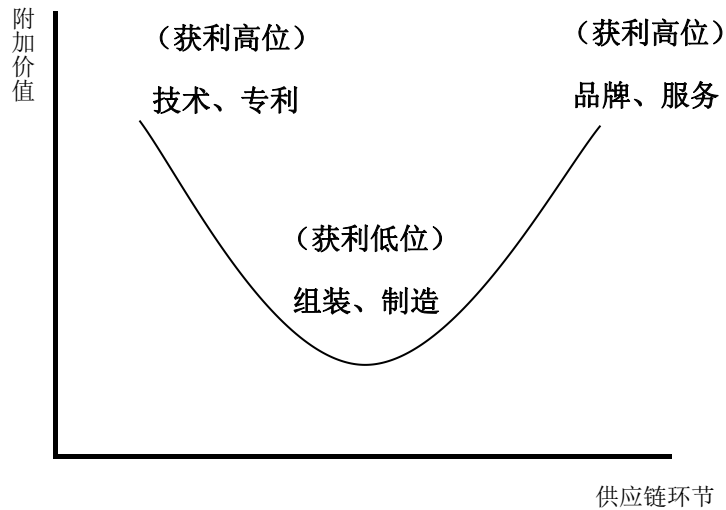 附加价值
（获利高位）
技术、专利
（获利高位）
品牌、服务
（获利低位）
组装、制造
供应链环节